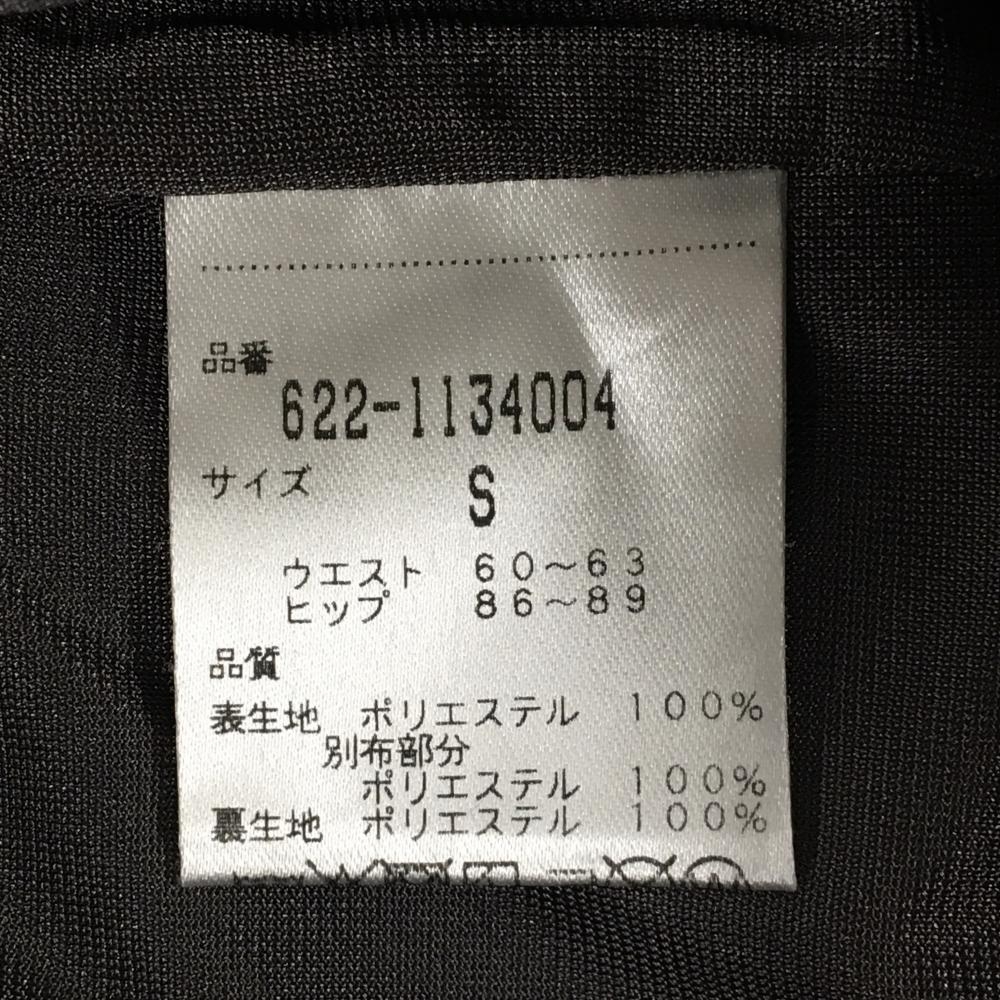 品番
622-1134004
サイズ S
ウエスト 60~63
ヒップ 86~89
品質
表生地 ポリエステル 100%
別布部分
ポリエステル 100%
裏生地 ポリエステル 100%